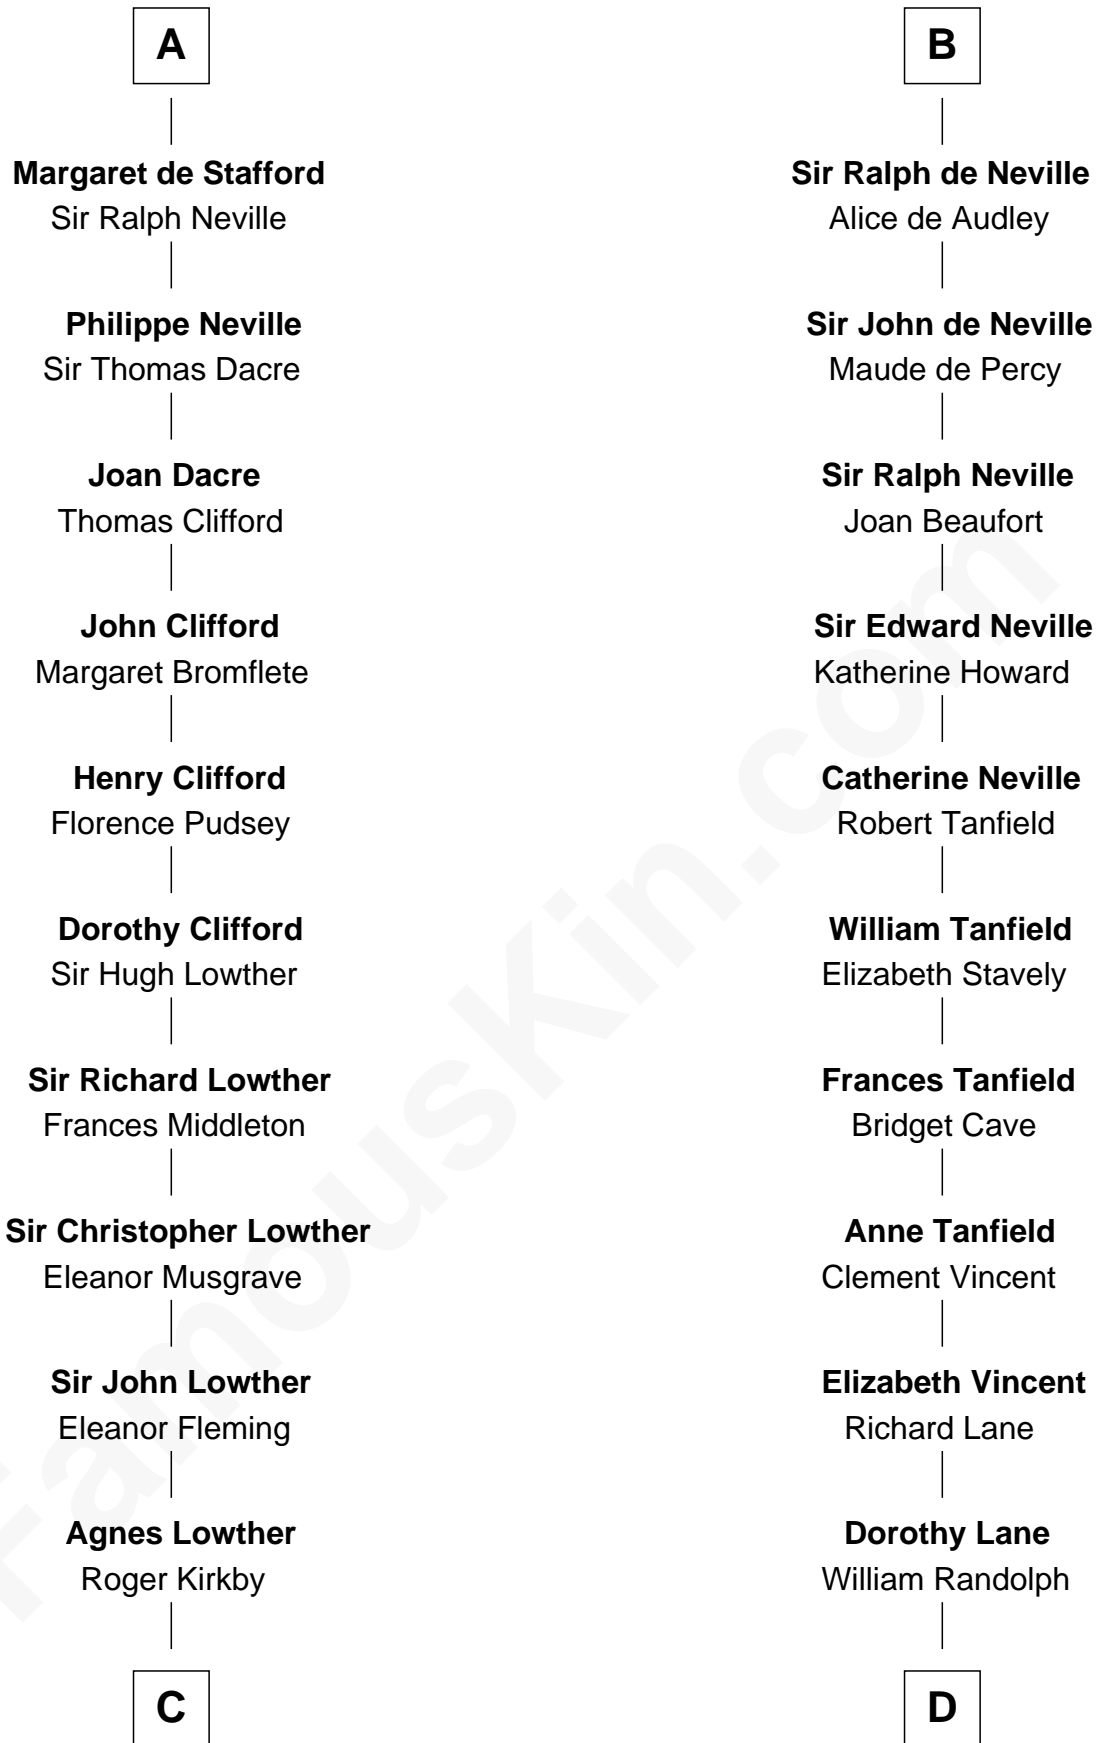 A
Margaret de Stafford
Sir Ralph Neville
Philippe Neville
Sir Thomas Dacre
Joan Dacre
Thomas Clifford
John Clifford
Margaret Bromflete
Henry Clifford
Florence Pudsey
Dorothy Clifford
Sir Hugh Lowther
Sir Richard Lowther
Frances Middleton
Sir Christopher Lowther
Eleanor Musgrave
Sir John Lowther
Eleanor Fleming
Agnes Lowther
Roger Kirkby
C
B
Sir Ralph de Neville
Alice de Audley
Sir John de Neville
Maude de Percy
Sir Ralph Neville
Joan Beaufort
Sir Edward Neville
Katherine Howard
Catherine Neville
Robert Tanfield
William Tanfield
Elizabeth Stavely
Frances Tanfield
Bridget Cave
Anne Tanfield
Clement Vincent
Elizabeth Vincent
Richard Lane
Dorothy Lane
William Randolph
D
FamousKin.com